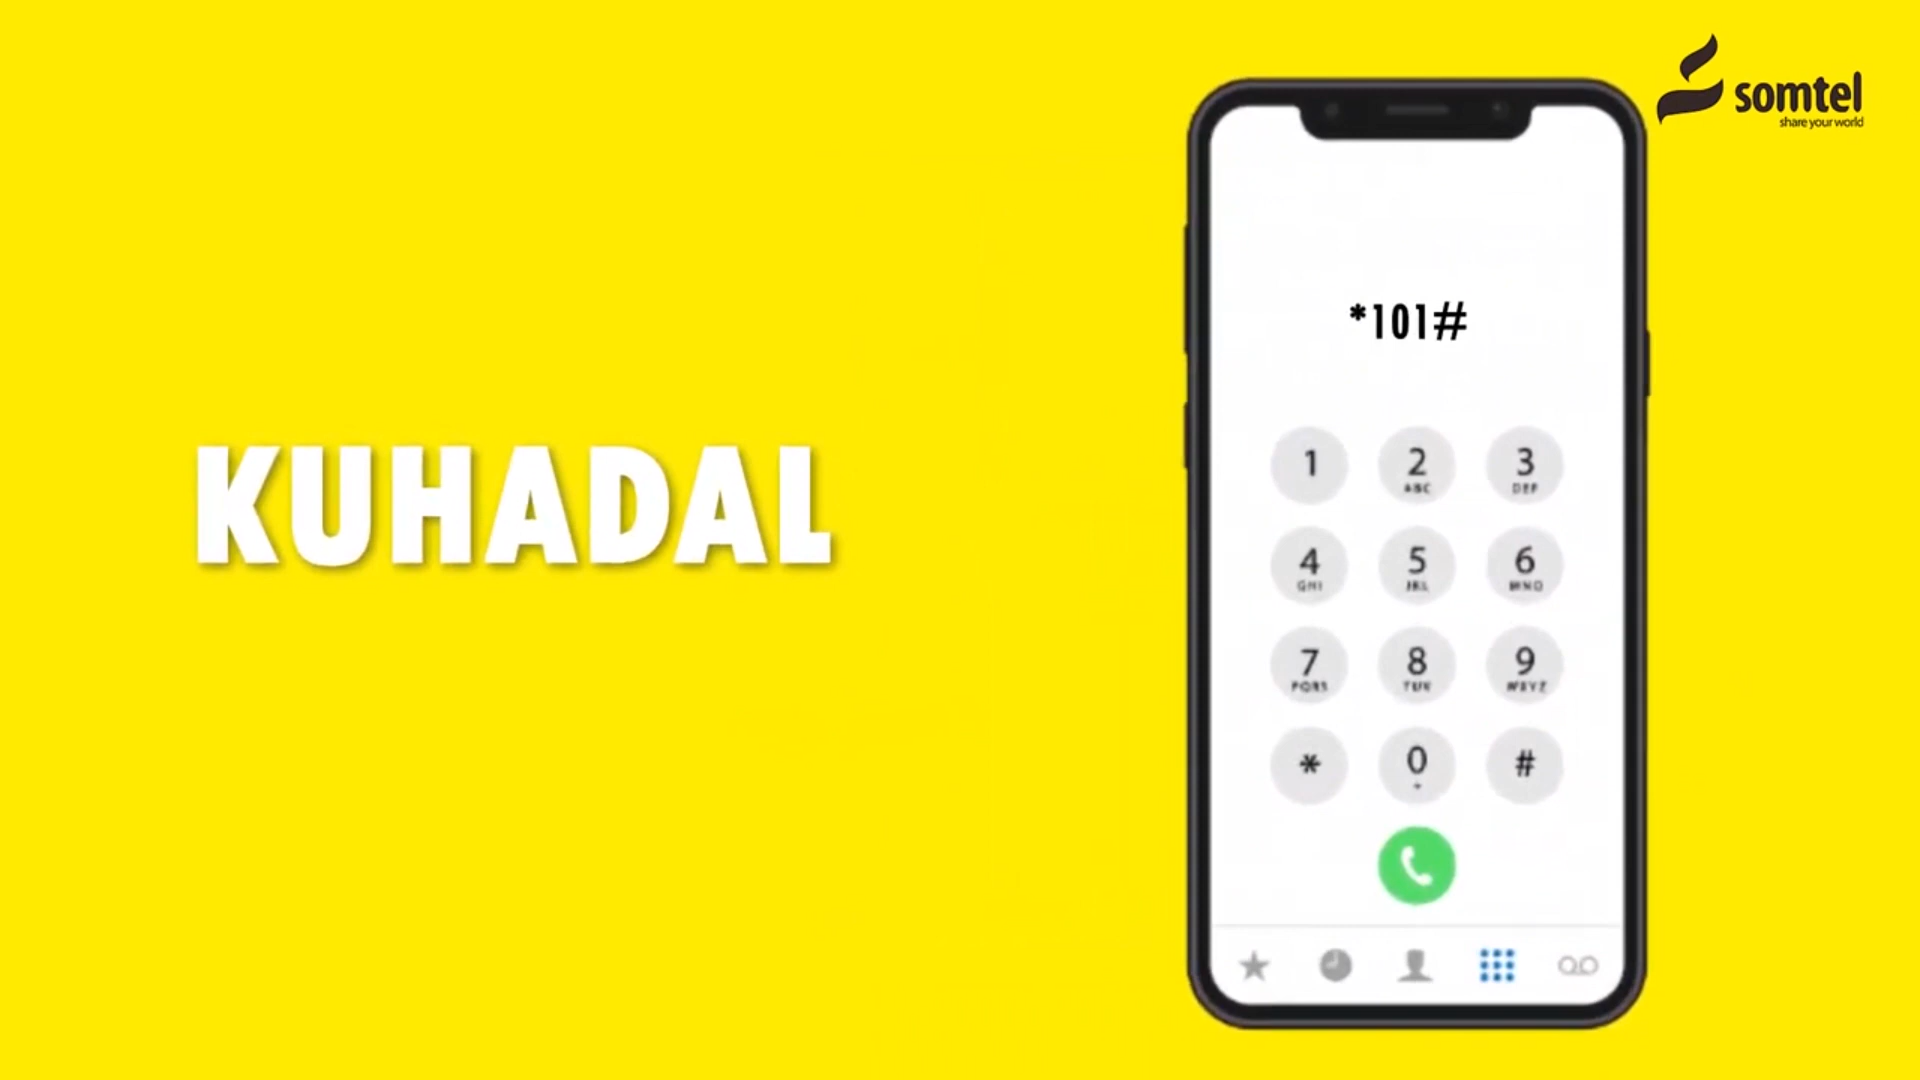 somtel
share your world
*101#
KUHADAL
1
2
ABC
3
DEF
4
GHI
5
JKL
6
MNO
7
PQRS
8
TUV
9
WXYZ
*
0
+
#